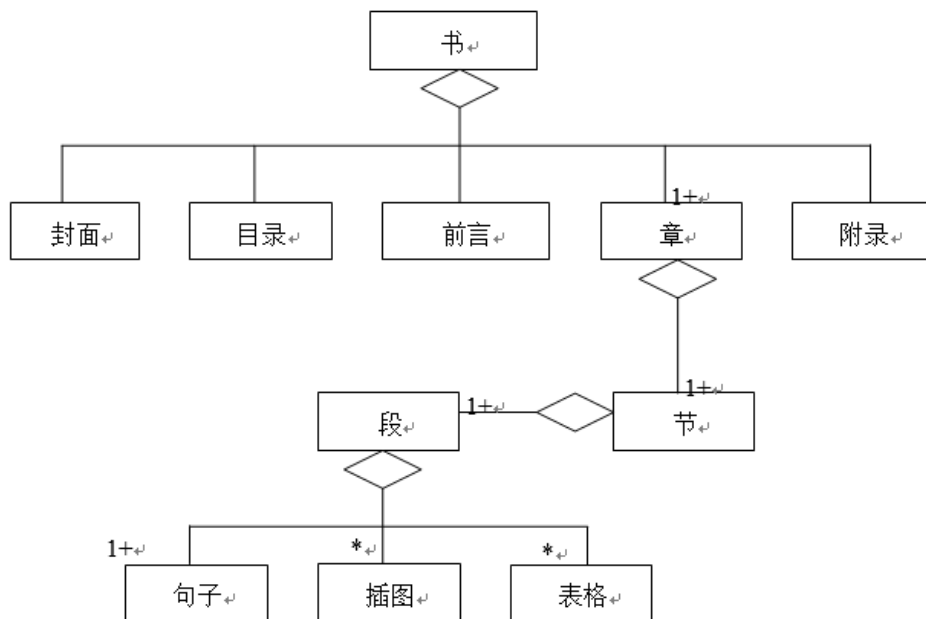 书
1+
封面
目录
前言
章
附录
1+
段
1+
节
1+
*
*
句子
插图
表格